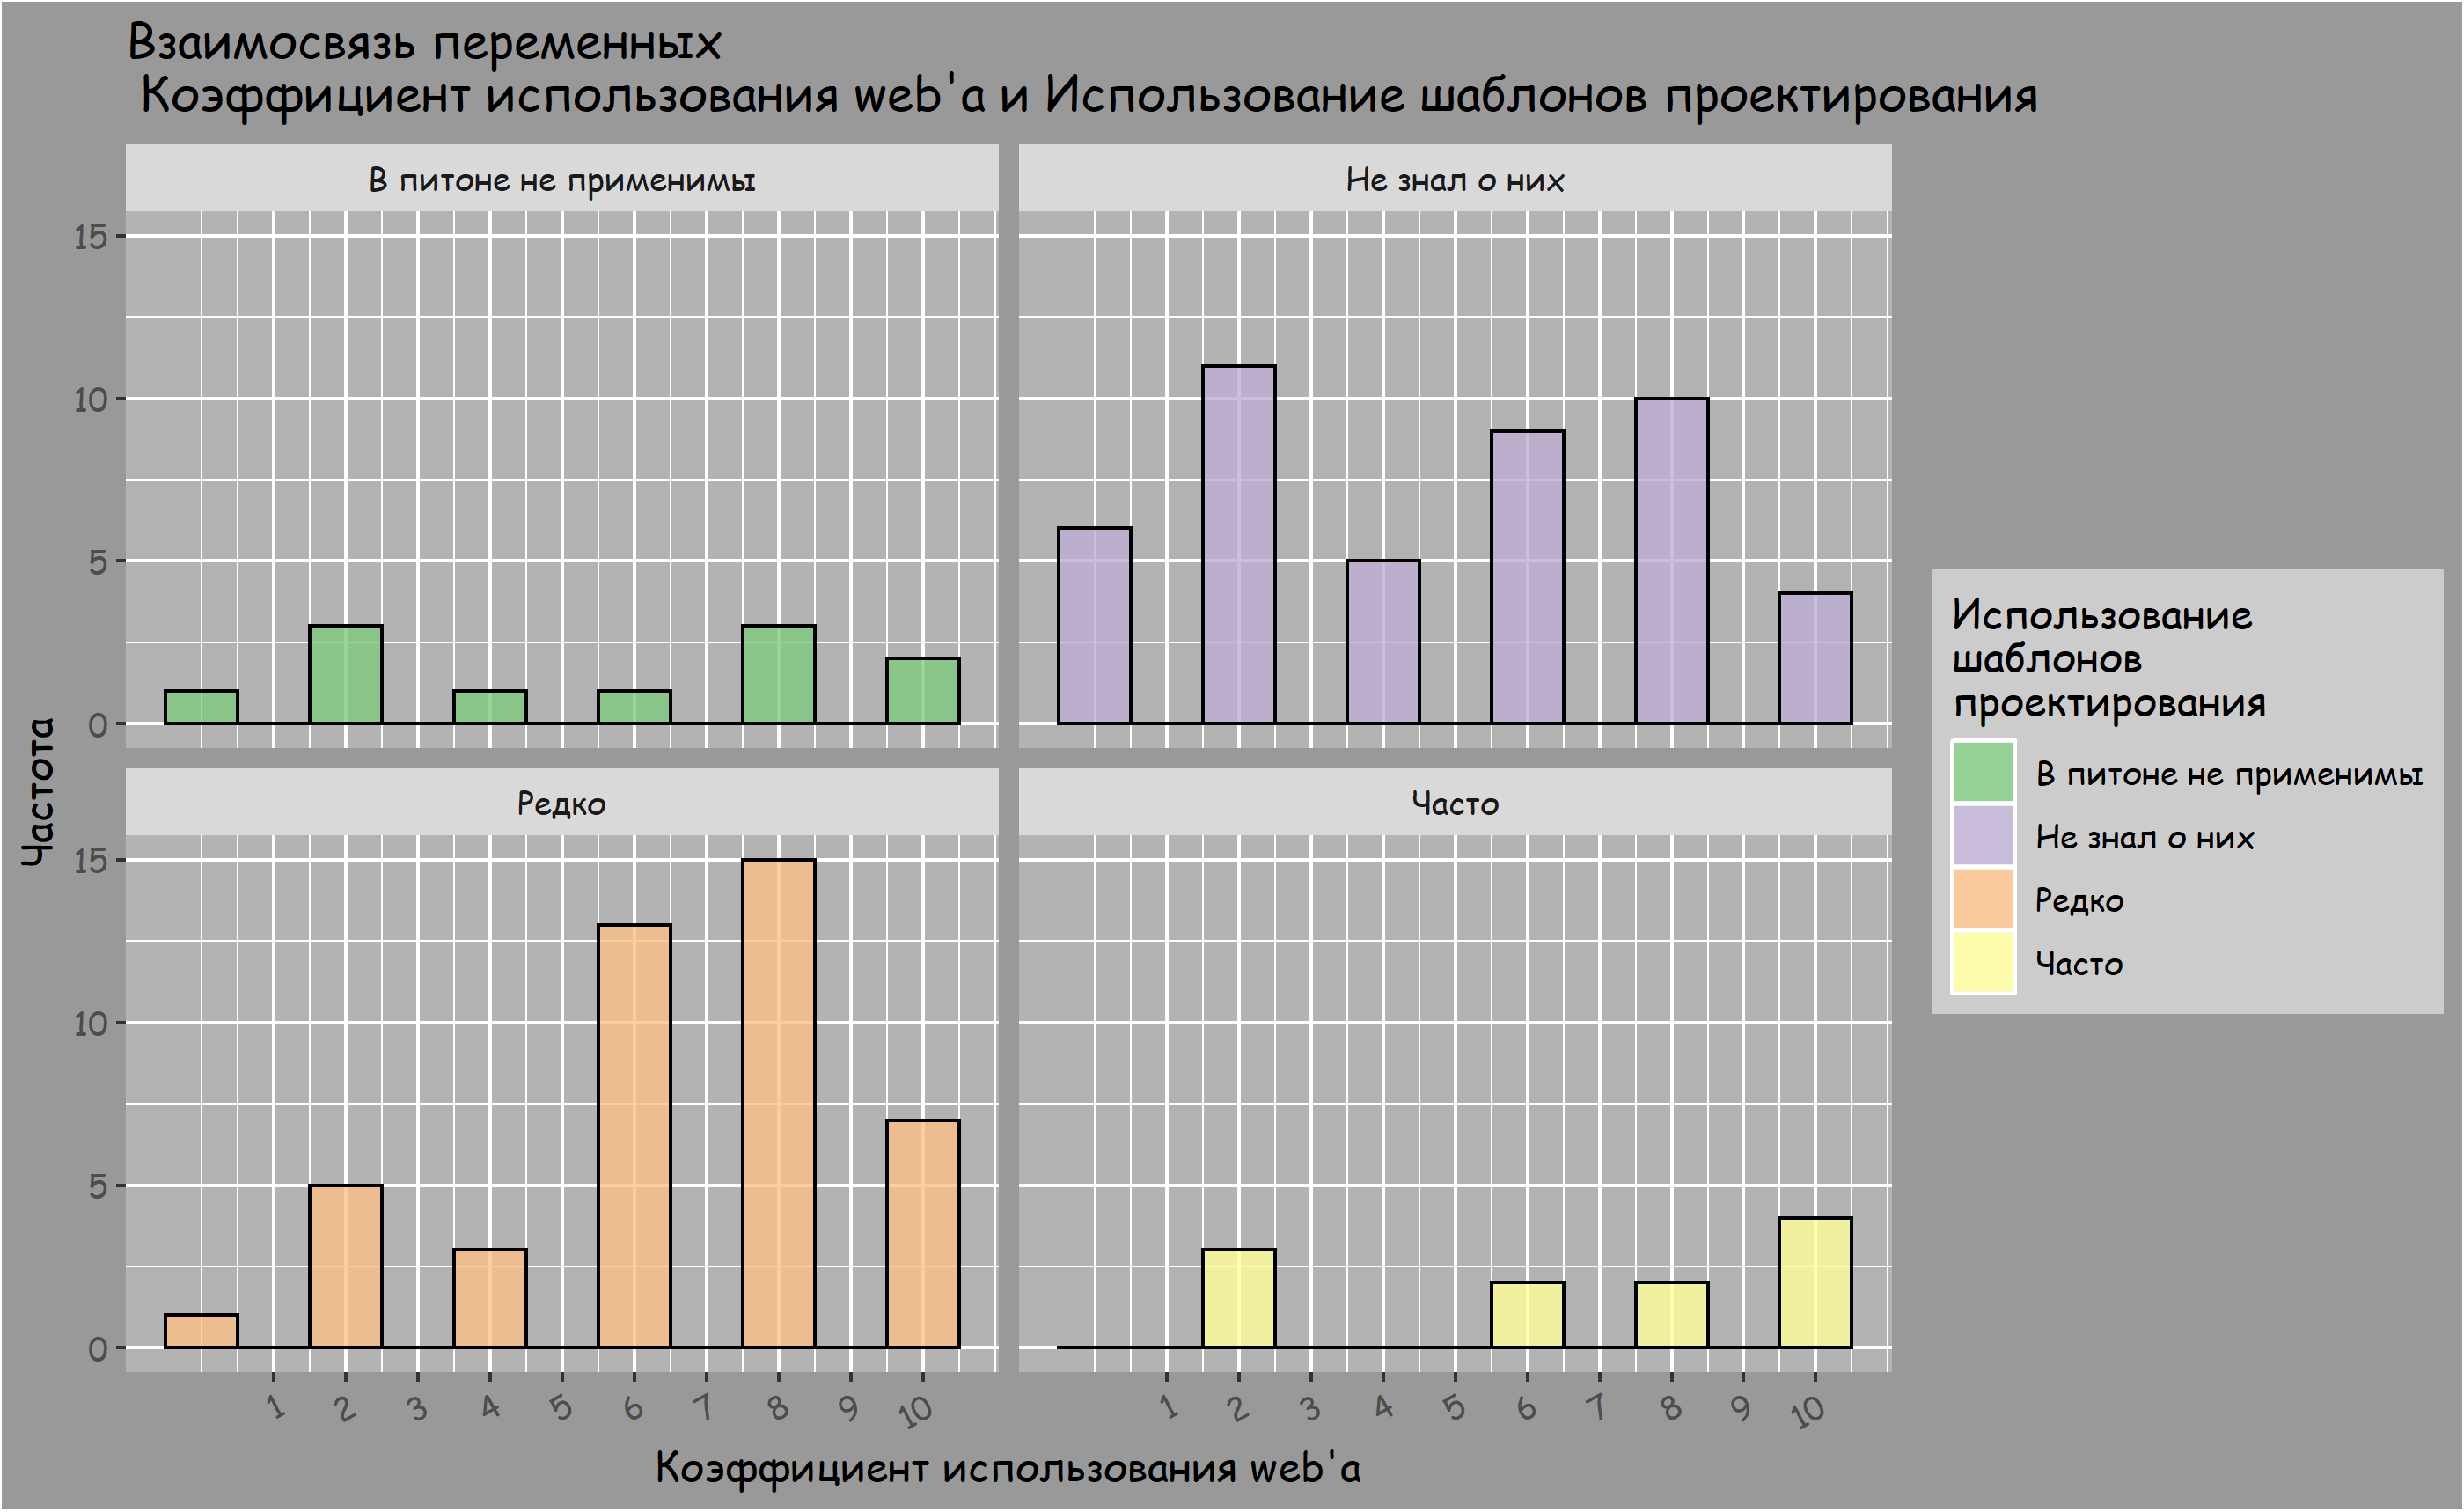 Взаимосвязь переменных
Коэффициент использования web'а и Использование шаблонов проектирования
В питоне не применимы
Не знал о них
15
10
5
0
Редко
Часто
15
10
5
0
1 2 3 4 5 6 7 8 9 10
1 2 3 4 5 6 7 8 9 10
Коэффициент использования web'а
Частота
Использование
шаблонов
проектирования
В питоне не применимы
Не знал о них
Редко
Часто